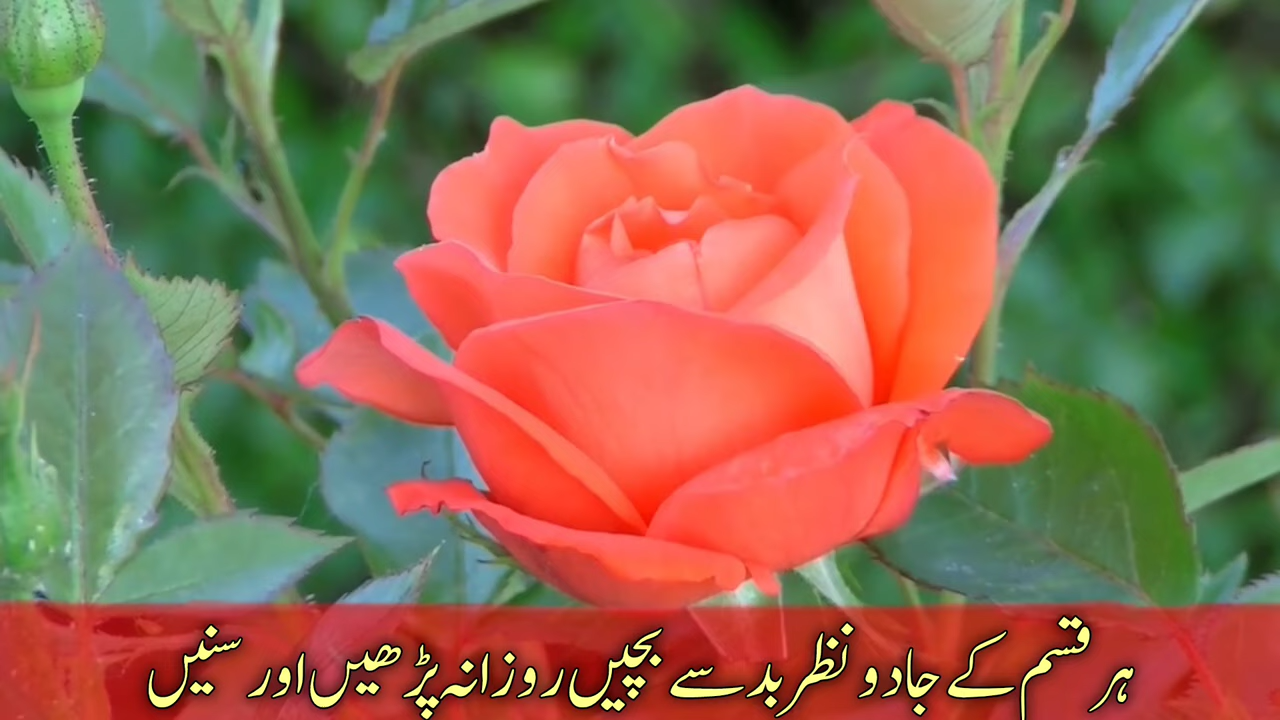 ہر قسم کے جادو نظر بد سے بچیں روزانہ پڑھیں اور سنیں